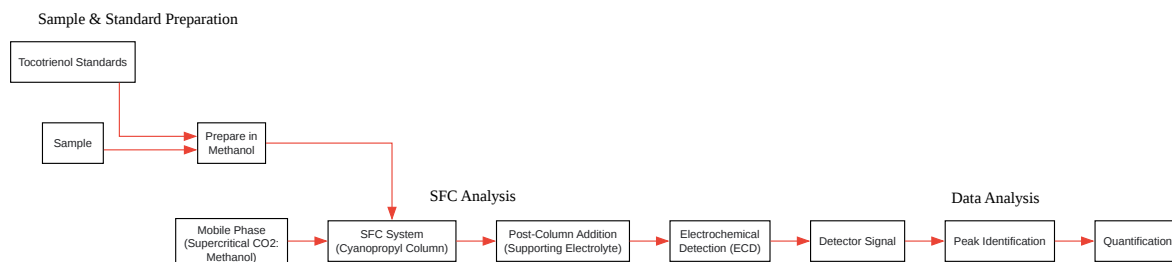 Sample & Standard Preparation
Tocotrienol Standards
Sample
Prepare in
Methanol
SFC Analysis
Data Analysis
Mobile Phase
(Supercritical CO2:
Methanol)
SFC System
(Cyanopropyl Column)
Post-Column Addition
(Supporting Electrolyte)
Electrochemical
Detection (ECD)
Detector Signal
Peak Identification
Quantification